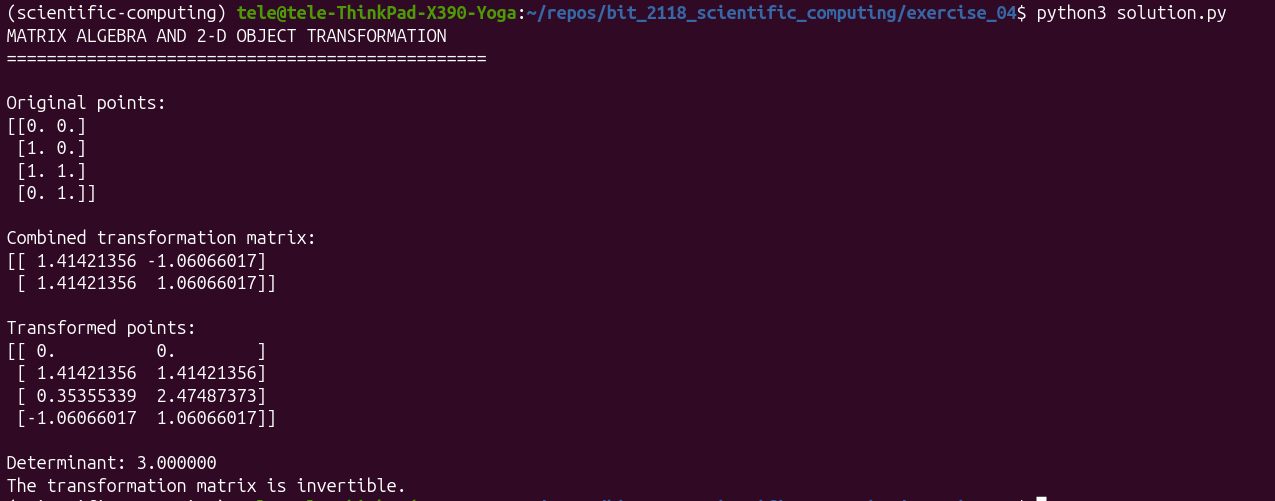 (scientific-computing) tele@tele-ThinkPad-X390-Yoga:~/repos/bit_2118_scientific_computing/exercise_04$ python3 solution.py
MATRIX ALGEBRA AND 2-D OBJECT TRANSFORMATION
================================================
Original points:
[[0. 0.]
 [1. 0.]
 [1. 1.]
 [0. 1.]]
Combined transformation matrix:
[[ 1.41421356 -1.06066017]
 [ 1.41421356  1.06066017]]
Transformed points:
[[ 0.          0.        ]
 [ 1.41421356  1.41421356]
 [ 0.35355339  2.47487373]
 [-1.06066017  1.06066017]]
Determinant: 3.000000
The transformation matrix is invertible.